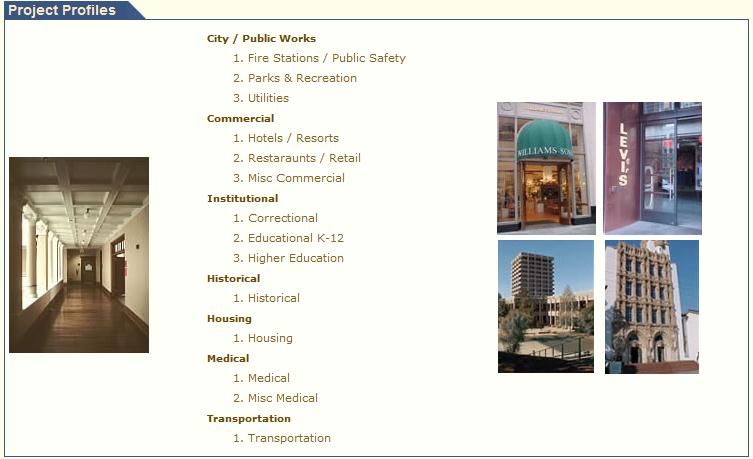 Project Profiles
City / Public Works
1. Fire Stations / Public Safety
2. Parks & Recreation
3. Utilities
Commercial
1. Hotels / Resorts
2. Restaraunts / Retail
3. Misc Commercial
Institutional
1. Correctional
2. Educational K-12
3. Higher Education
Historical
1. Historical
Housing
1. Housing
Medical
1. Medical
2. Misc Medical
Transportation
1. Transportation
WILLIAMS-SON
LEVI'S